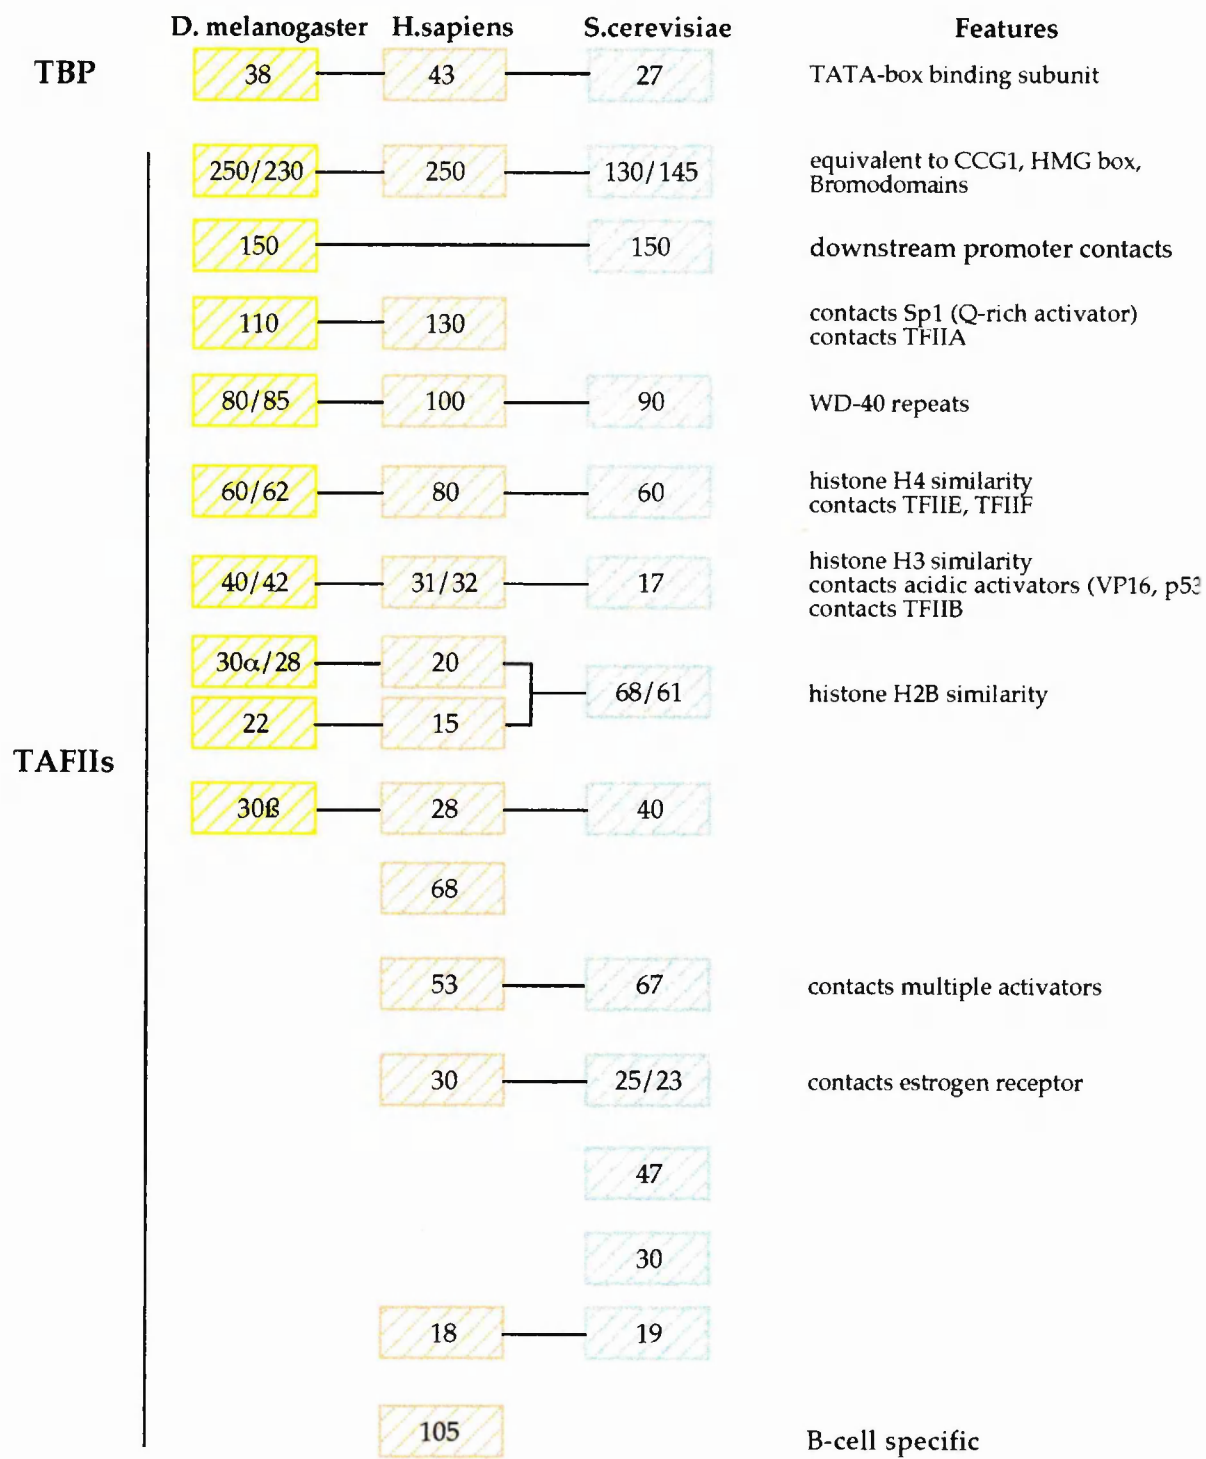 D. melanogaster H.sapiens S.cerevisiae Features
TBP 38 43 27 TATA-box binding subunit
250/230 250 130/145 equivalent to CCG1, HMG box,
Bromodomains
150 150 downstream promoter contacts
110 130 contacts Sp1 (Q-rich activator)
contacts TFIIA
80/85 100 90 WD-40 repeats
60/62 80 60 histone H4 similarity
contacts TFIIE, TFIIF
40/42 31/32 17 histone H3 similarity
contacts acidic activators (VP16, p53
contacts TFIIB
30α/28 20
68/61 histone H2B similarity
22 15
TAFIIs
30ß 28 40
68
53 67 contacts multiple activators
30 25/23 contacts estrogen receptor
47
30
18 19
105 B-cell specific